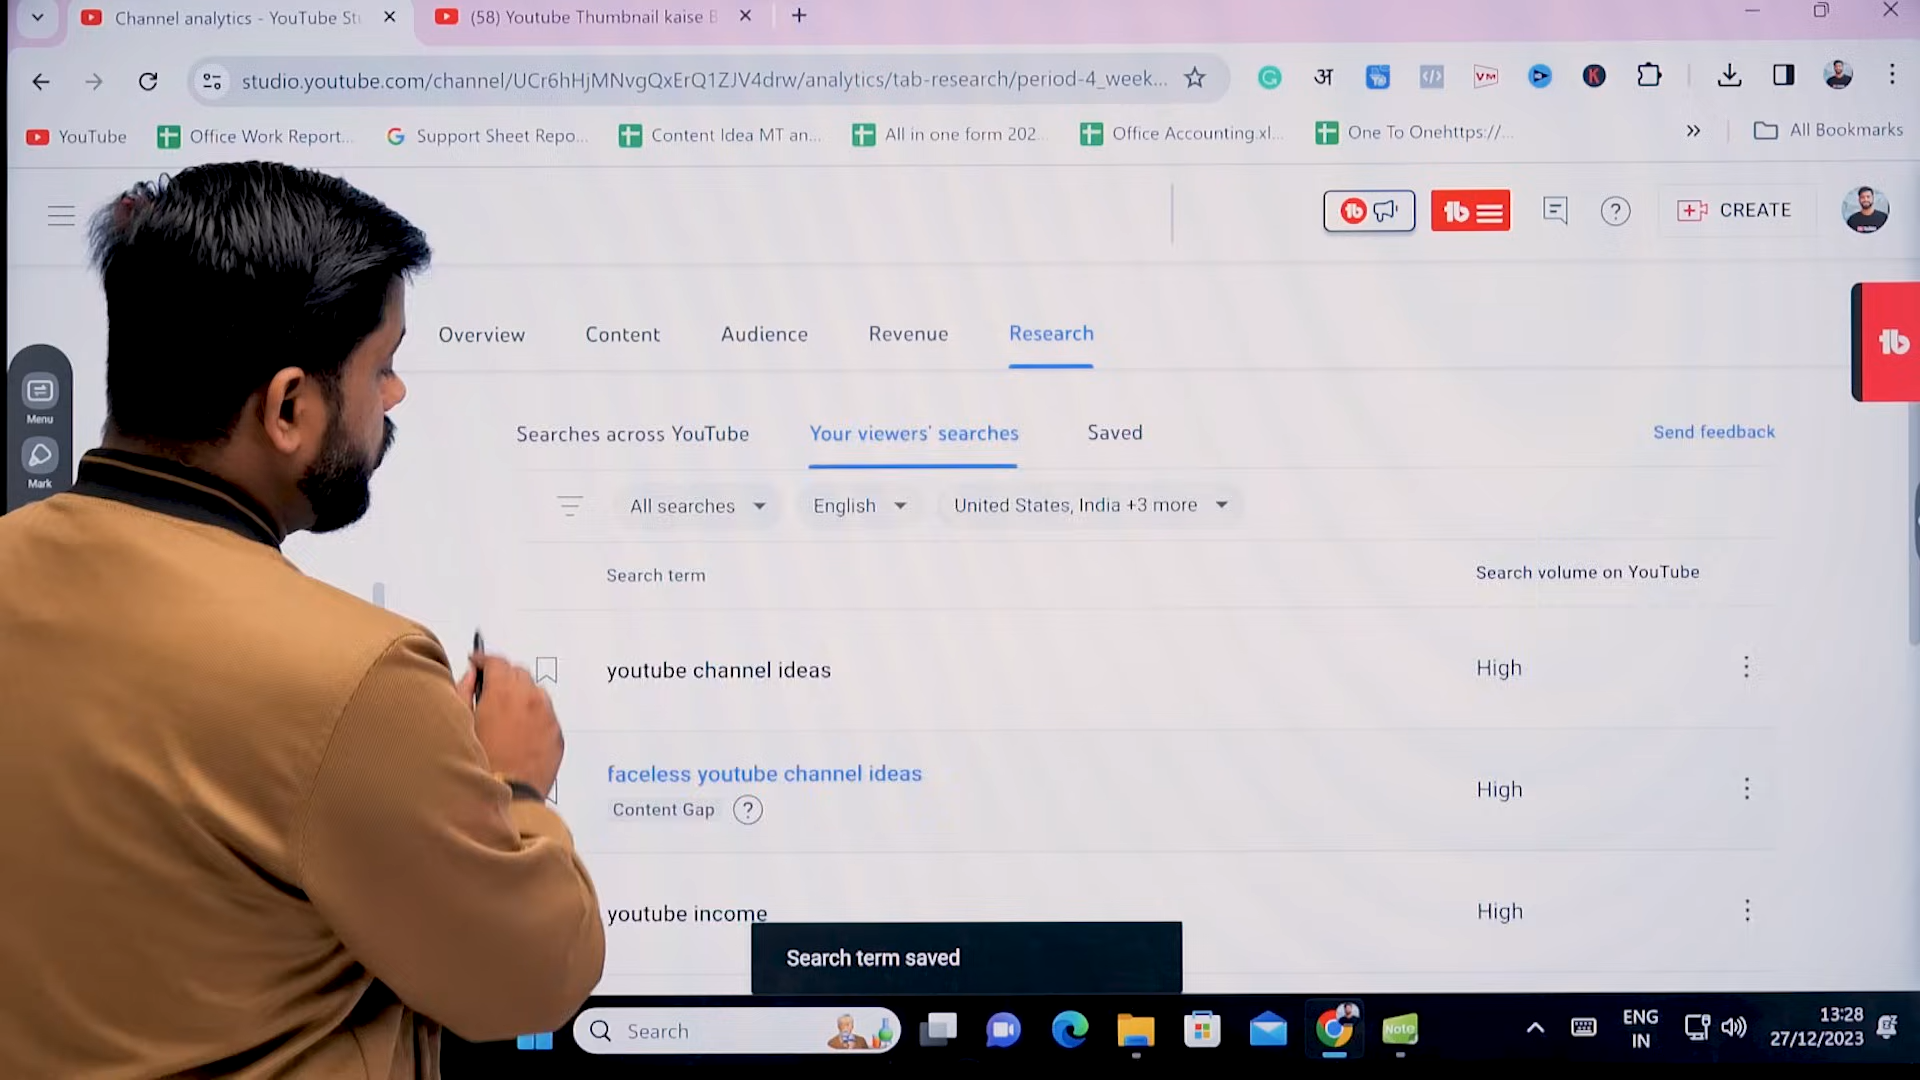 Channel analytics - YouTube St
(58) Youtube Thumbnail kaise B
studio.youtube.com/channel/UCr6hHjMNvgQxErQ1ZJV4drw/analytics/tab-research/period-4_week...
अ
VM
K
YouTube
Office Work Report...
Support Sheet Repo...
Content Idea MT an...
All in one form 202
Office Accounting.xl...
One To Onehttps://...
All Bookmarks
CREATE
Overview
Content
Audience
Revenue
Research
Menu
Mark
Searches across YouTube
Your viewers' searches
Saved
Send feedback
All searches
English
United States, India +3 more
Search term
Search volume on YouTube
youtube channel ideas
High
faceless youtube channel ideas
High
Content Gap
youtube income
High
Search term saved
Search
Note
ENG
IN
13:28
27/12/2023